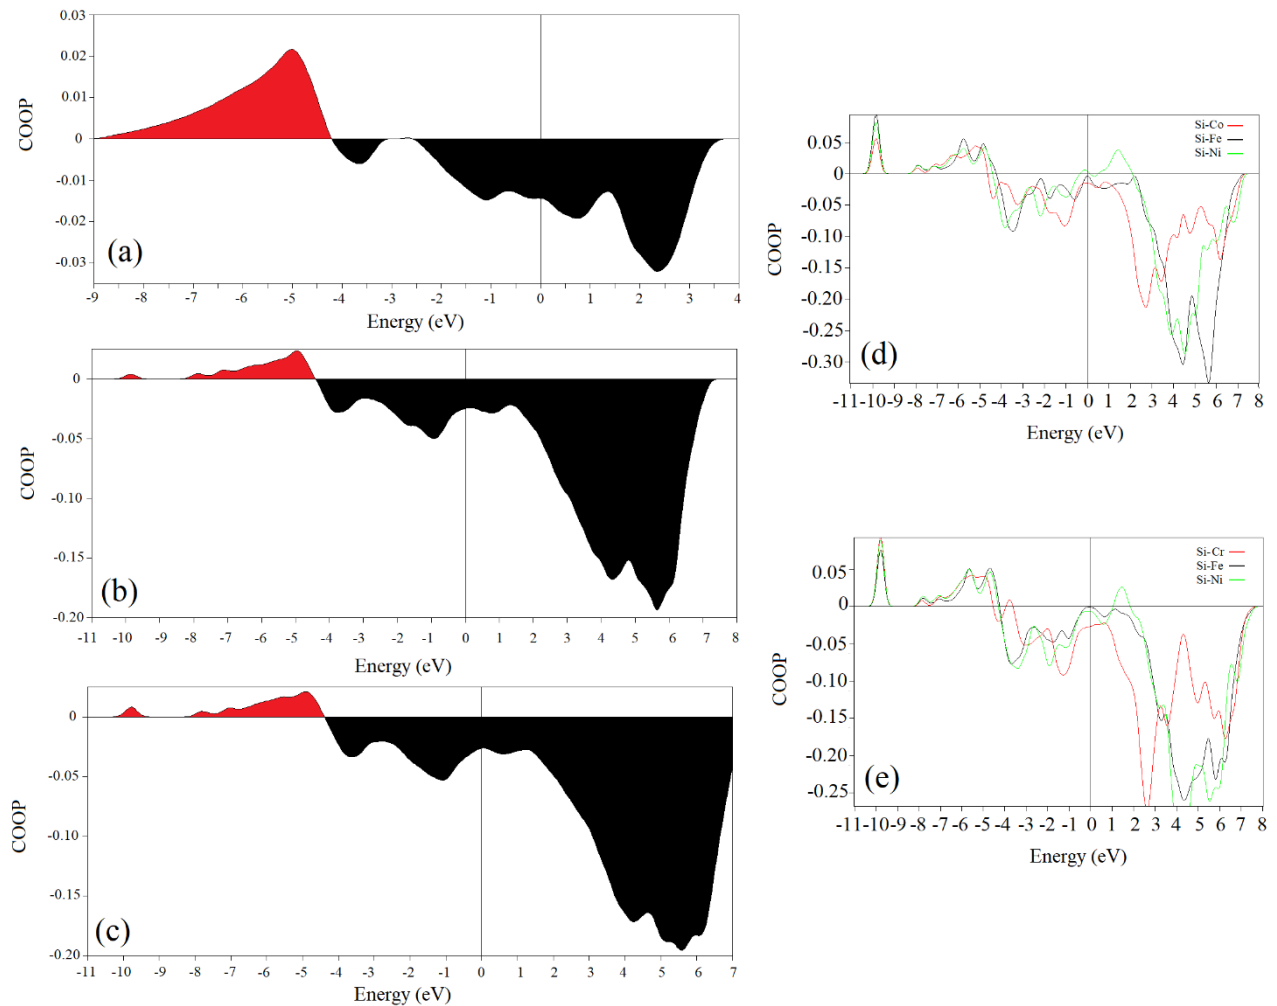 0.03
0.02
0.01
0
-0.01
-0.02
-0.03
COOP
(a)
-9 -8 -7 -6 -5 -4 -3 -2 -1 0 1 2 3 4
Energy (eV)
0
-0.05
-0.10
-0.15
-0.20
COOP
(b)
-11 -10 -9 -8 -7 -6 -5 -4 -3 -2 -1 0 1 2 3 4 5 6 7 8
Energy (eV)
0
-0.05
-0.10
-0.15
-0.20
COOP
(c)
-11 -10 -9 -8 -7 -6 -5 -4 -3 -2 -1 0 1 2 3 4 5 6 7
Energy (eV)
Si-Co
Si-Fe
Si-Ni
0.05
0
-0.05
-0.10
-0.15
-0.20
-0.25
-0.30
COOP
(d)
-11 -10 -9 -8 -7 -6 -5 -4 -3 -2 -1 0 1 2 3 4 5 6 7 8
Energy (eV)
Si-Cr
Si-Fe
Si-Ni
0.05
0
-0.05
-0.10
-0.15
-0.20
-0.25
COOP
(e)
-11 -10 -9 -8 -7 -6 -5 -4 -3 -2 -1 0 1 2 3 4 5 6 7 8
Energy (eV)